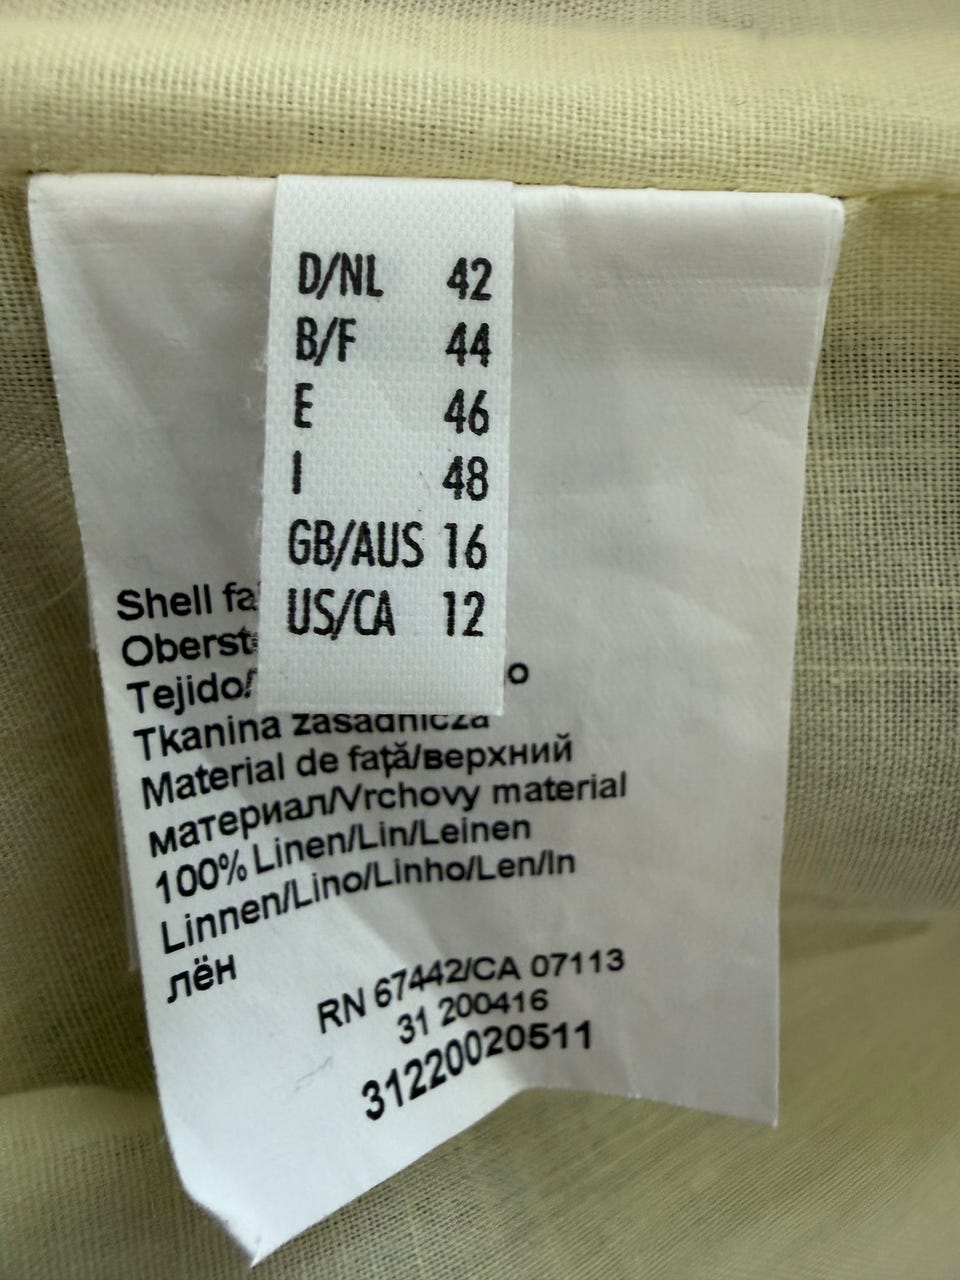 D/NL 42
B/F 44
E 46
I 48
GB/AUS 16
US/CA 12
Shell
Tejido/
Tkanina zasadnicza
Material de față/верхний
материал/Vrchovy material
100% Linen/Lin/Leinen
Linnen/Lino/Linho/Len/In
лён
RN 67442/CA 07113
31 200416
31220020511